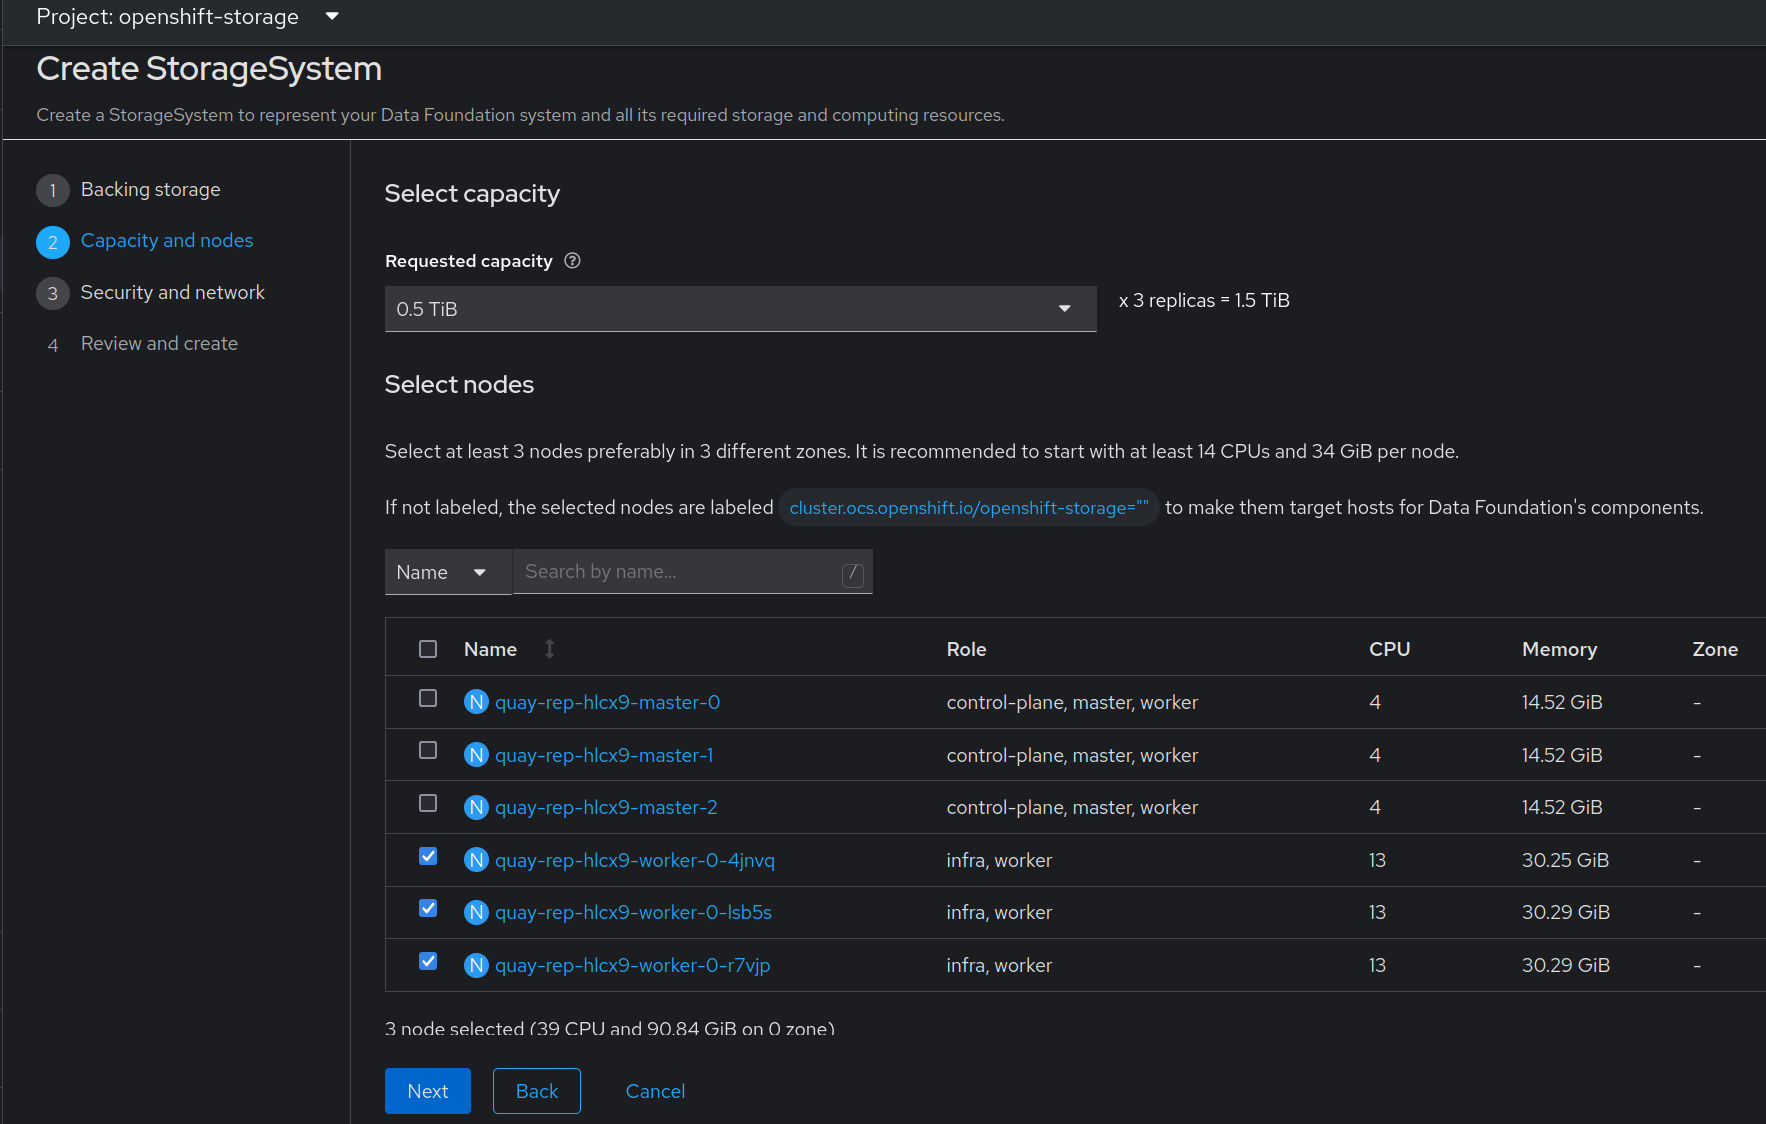 Project: openshift-storage
Create StorageSystem
Create a StorageSystem to represent your Data Foundation system and all its required storage and computing resources.
1 Backing storage
2 Capacity and nodes
3 Security and network
4 Review and create
Select capacity
Requested capacity ?
0.5 TiB
x 3 replicas = 1.5 TiB
Select nodes
Select at least 3 nodes preferably in 3 different zones. It is recommended to start with at least 14 CPUs and 34 GiB per node.
If not labeled, the selected nodes are labeled cluster.ocs.openshift.io/openshift-storage="" to make them target hosts for Data Foundation's components.
Name Search by name... /
Name Role CPU Memory Zone
N quay-rep-hlcx9-master-0 control-plane, master, worker 4 14.52 GiB -
N quay-rep-hlcx9-master-1 control-plane, master, worker 4 14.52 GiB -
N quay-rep-hlcx9-master-2 control-plane, master, worker 4 14.52 GiB -
N quay-rep-hlcx9-worker-0-4jnvq infra, worker 13 30.25 GiB -
N quay-rep-hlcx9-worker-0-lsb5s infra, worker 13 30.29 GiB -
N quay-rep-hlcx9-worker-0-r7vjp infra, worker 13 30.29 GiB -
3 node selected (39 CPU and 90.84 GiB on 0 zone)
Next Back Cancel